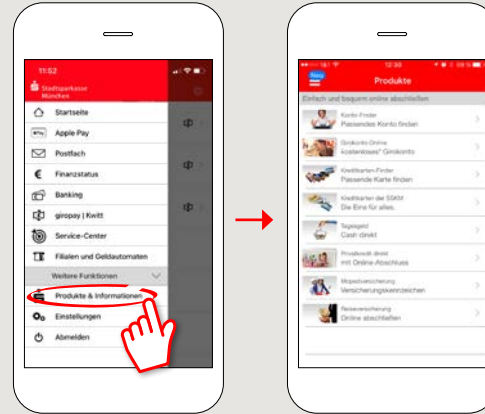 11:52
Stadtsparkasse
München
Startseite
Apple Pay
Postfach
€ Finanzstatus
Banking
giropay | Kwitt
Service-Center
Filialen und Geldautomaten
Weitere Funktionen
Produkte & Informationen
Einstellungen
Abmelden
12:30
Produkte
Einfach und bequem online abschließen
Konto-Finder
Passendes Konto finden
Girokonto Online
kostenloses* Girokonto
Kreditkarten-Finder
Passende Karte finden
Kreditkarten der SSKM
Die Eine für alles.
Tagesgeld
Cash direkt
Privatkredit direkt
mit Online-Abschluss
Mopedversicherung
Versicherungskennzeichen
Reiseversicherung
Online abschließen